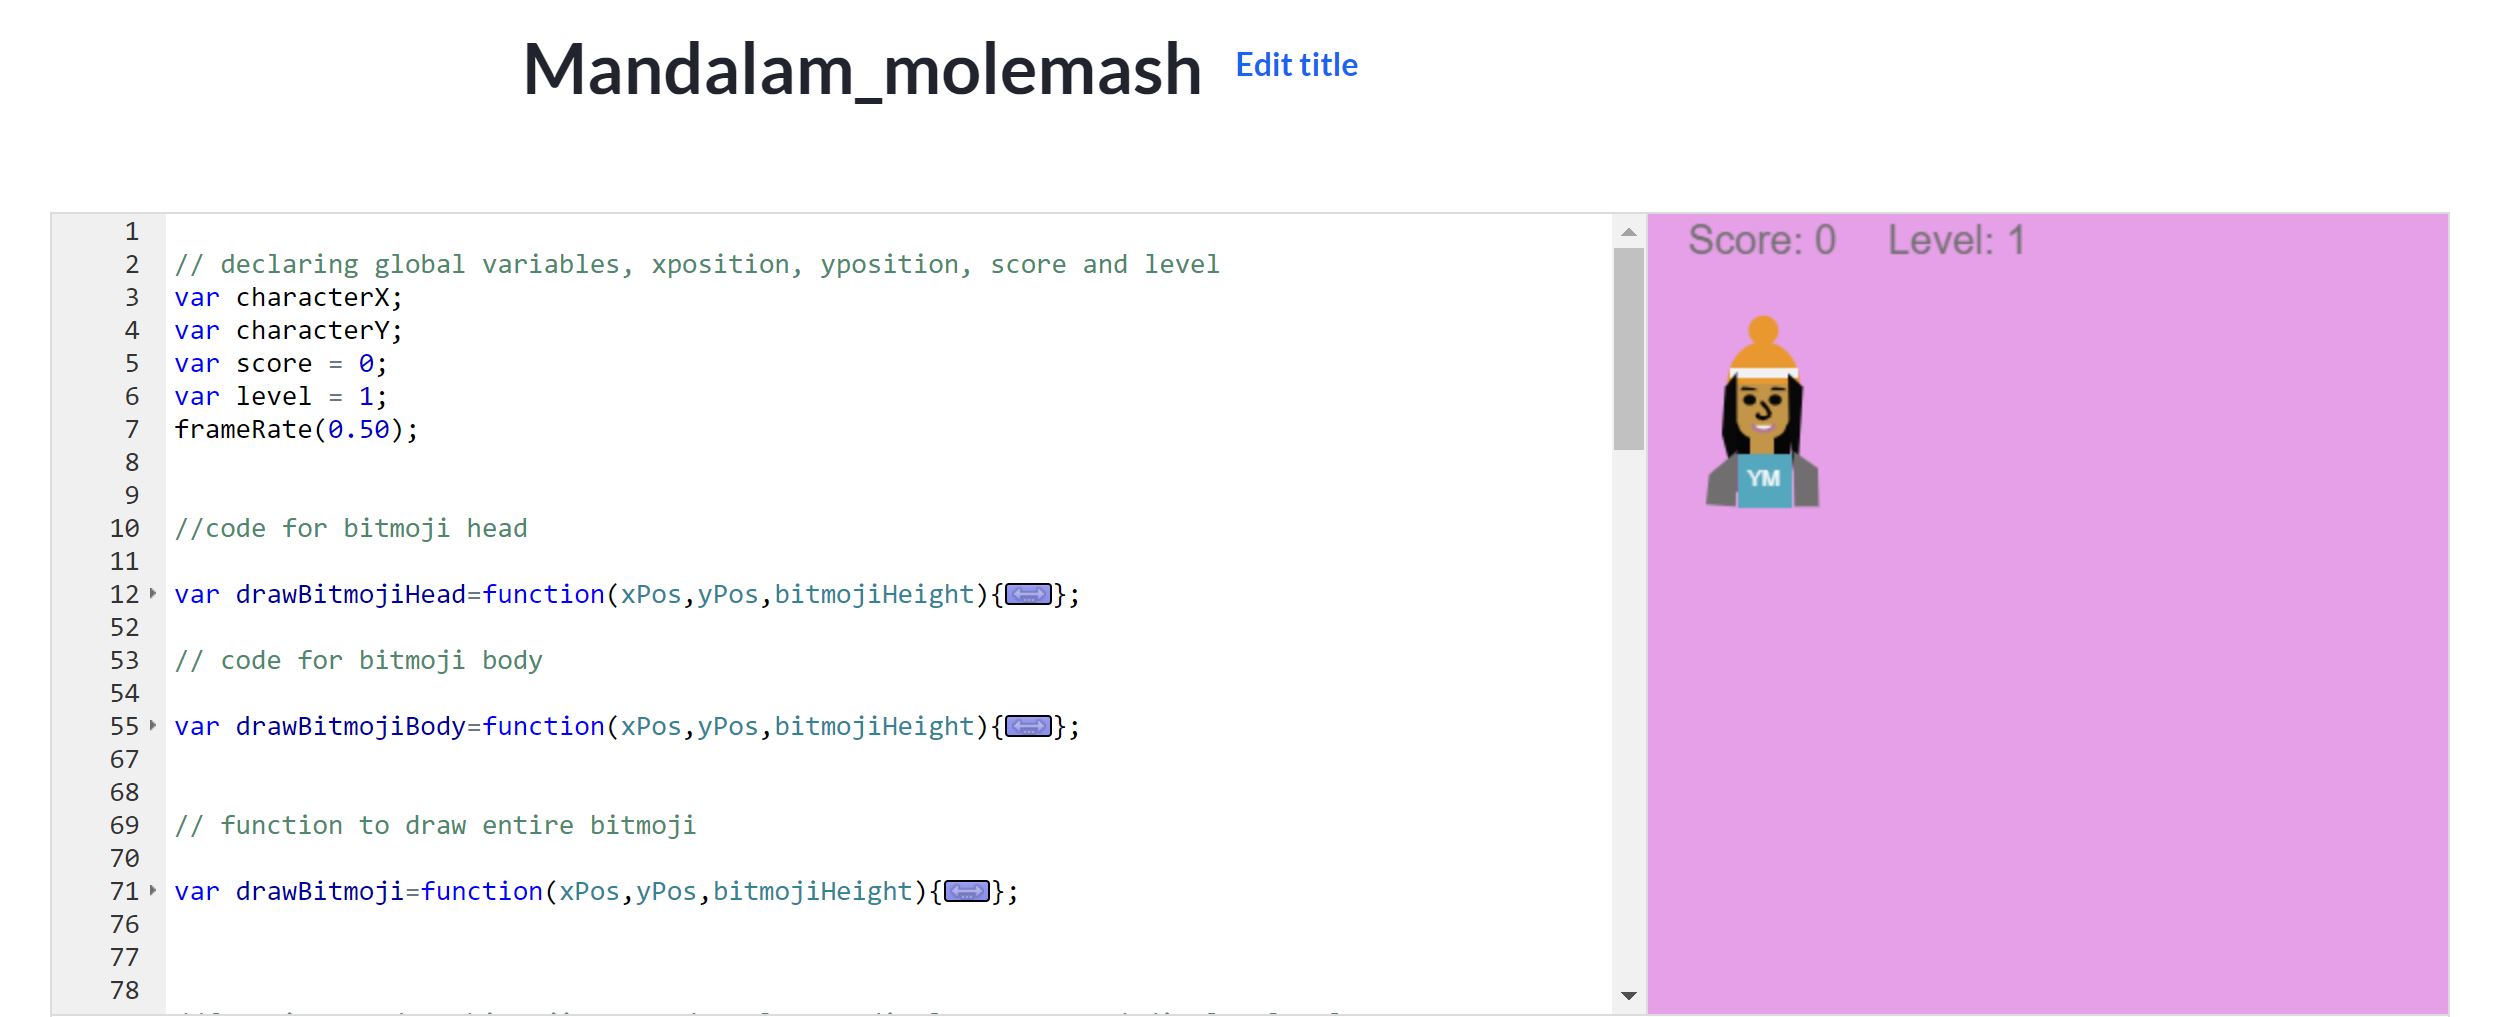 Mandalam_molemash Edit title
1
2 // declaring global variables, xposition, yposition, score and level
3 var characterX;
4 var characterY;
5 var score = 0;
6 var level = 1;
7 frameRate(0.50);
8
9
10 //code for bitmoji head
11
12 var drawBitmojiHead=function(xPos,yPos,bitmojiHeight){};
52
53 // code for bitmoji body
54
55 var drawBitmojiBody=function(xPos,yPos,bitmojiHeight){};
67
68
69 // function to draw entire bitmoji
70
71 var drawBitmoji=function(xPos,yPos,bitmojiHeight){};
76
77
78
Score: 0 Level: 1
YM